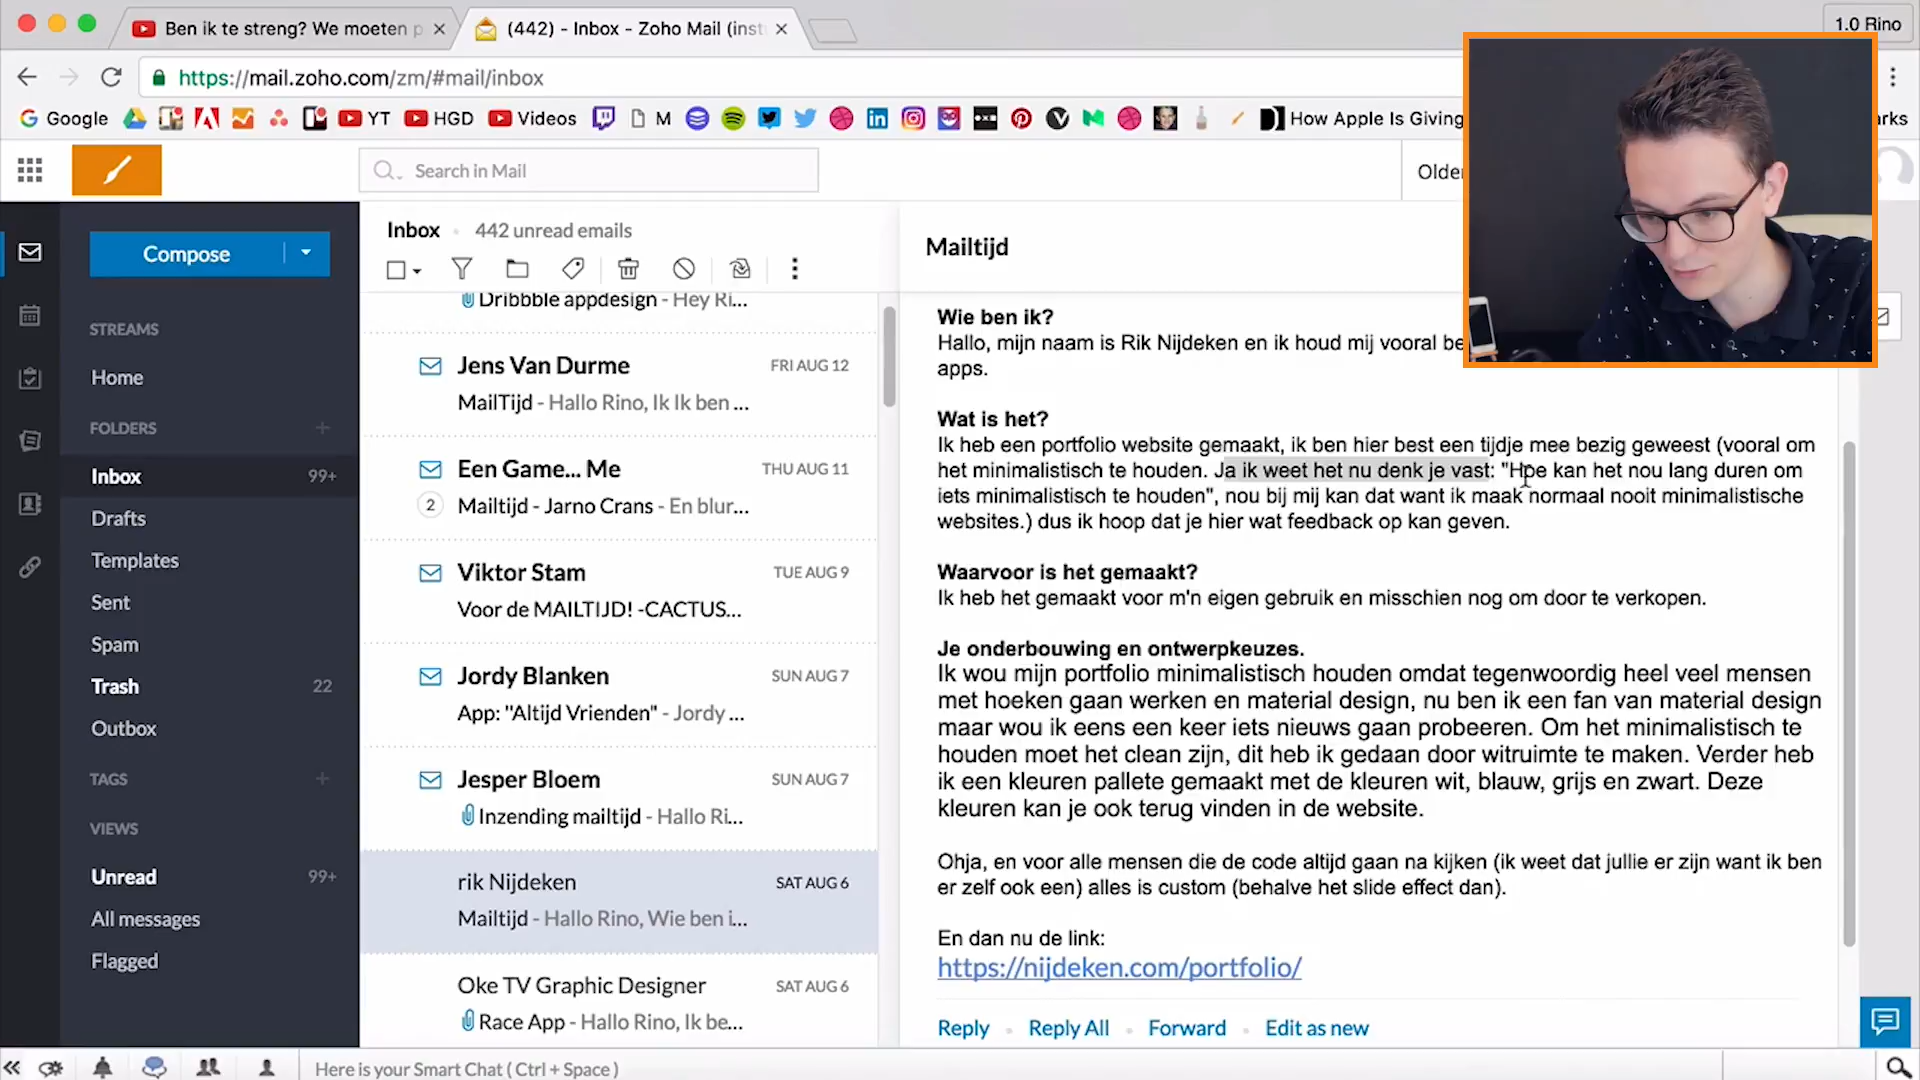 Ben ik te streng? We moeten p
(442) - Inbox - Zoho Mail (inst
1.0 Rino
https://mail.zoho.com/zm/#mail/inbox
Google
YT
HGD
Videos
M
How Apple Is Giving
rks
Search in Mail
Older
Compose
STREAMS
Home
FOLDERS
Inbox 99+
Drafts
Templates
Sent
Spam
Trash 22
Outbox
TAGS
VIEWS
Unread 99+
All messages
Flagged
Inbox 442 unread emails
Dribbble appdesign - Hey Ri...
Jens Van Durme FRI AUG 12
MailTijd - Hallo Rino, Ik Ik ben ...
Een Game... Me THU AUG 11
2 Mailtijd - Jarno Crans - En blur...
Viktor Stam TUE AUG 9
Voor de MAILTIJD! -CACTUS...
Jordy Blanken SUN AUG 7
App: "Altijd Vrienden" - Jordy ...
Jesper Bloem SUN AUG 7
Inzending mailtijd - Hallo Ri...
rik Nijdeken SAT AUG 6
Mailtijd - Hallo Rino, Wie ben i...
Oke TV Graphic Designer SAT AUG 6
Race App - Hallo Rino, Ik be...
Mailtijd
Wie ben ik?
Hallo, mijn naam is Rik Nijdeken en ik houd mij vooral be
apps.
Wat is het?
Ik heb een portfolio website gemaakt, ik ben hier best een tijdje mee bezig geweest (vooral om
het minimalistisch te houden. Ja ik weet het nu denk je vast: "Hoe kan het nou lang duren om
iets minimalistisch te houden", nou bij mij kan dat want ik maak normaal nooit minimalistische
websites.) dus ik hoop dat je hier wat feedback op kan geven.
Waarvoor is het gemaakt?
Ik heb het gemaakt voor m'n eigen gebruik en misschien nog om door te verkopen.
Je onderbouwing en ontwerpkeuzes.
Ik wou mijn portfolio minimalistisch houden omdat tegenwoordig heel veel mensen
met hoeken gaan werken en material design, nu ben ik een fan van material design
maar wou ik eens een keer iets nieuws gaan probeeren. Om het minimalistisch te
houden moet het clean zijn, dit heb ik gedaan door witruimte te maken. Verder heb
ik een kleuren pallete gemaakt met de kleuren wit, blauw, grijs en zwart. Deze
kleuren kan je ook terug vinden in de website.
Ohja, en voor alle mensen die de code altijd gaan na kijken (ik weet dat jullie er zijn want ik ben
er zelf ook een) alles is custom (behalve het slide effect dan).
En dan nu de link:
https://nijdeken.com/portfolio/
Reply Reply All Forward Edit as new
Here is your Smart Chat ( Ctrl + Space )